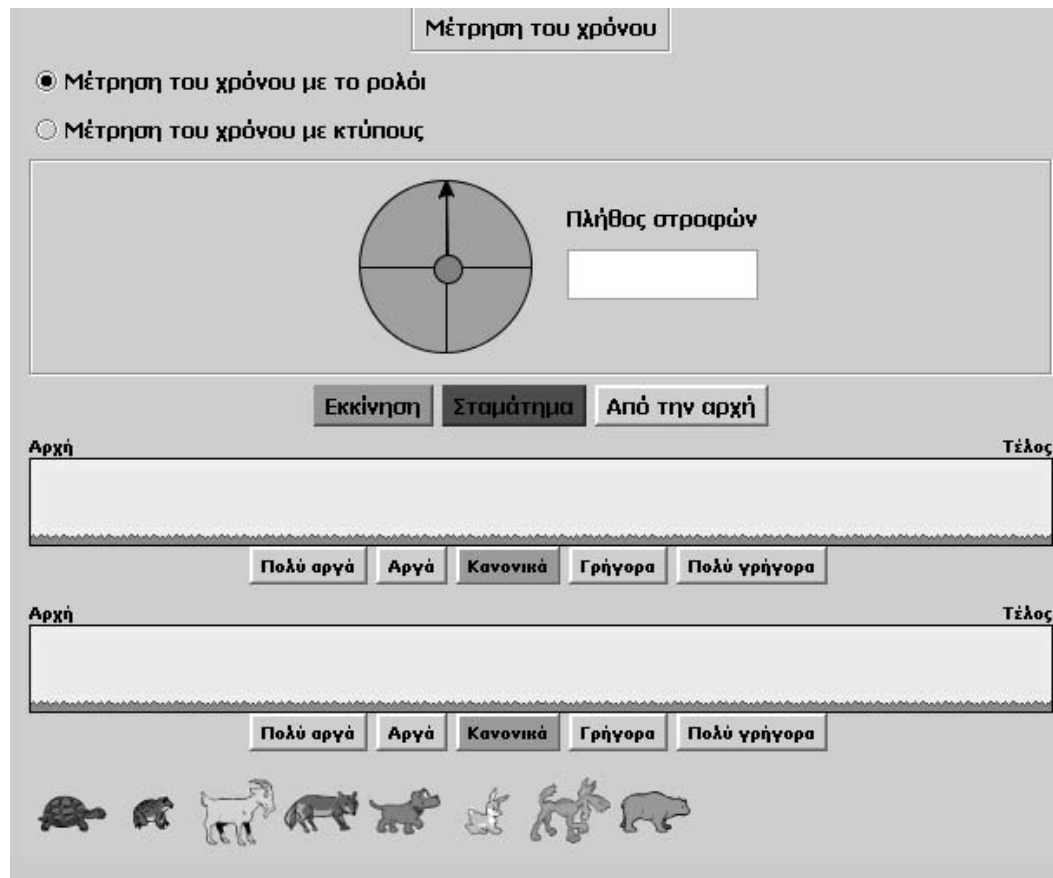 Μέτρηση του χρόνου
Μέτρηση του χρόνου με το ρολόι
Μέτρηση του χρόνου με κτύπους
Πλήθος στροφών
Εκκίνηση Σταμάτημα Από την αρχή
Αρχή Τέλος
Πολύ αργά Αργά Κανονικά Γρήγορα Πολύ γρήγορα
Αρχή Τέλος
Πολύ αργά Αργά Κανονικά Γρήγορα Πολύ γρήγορα